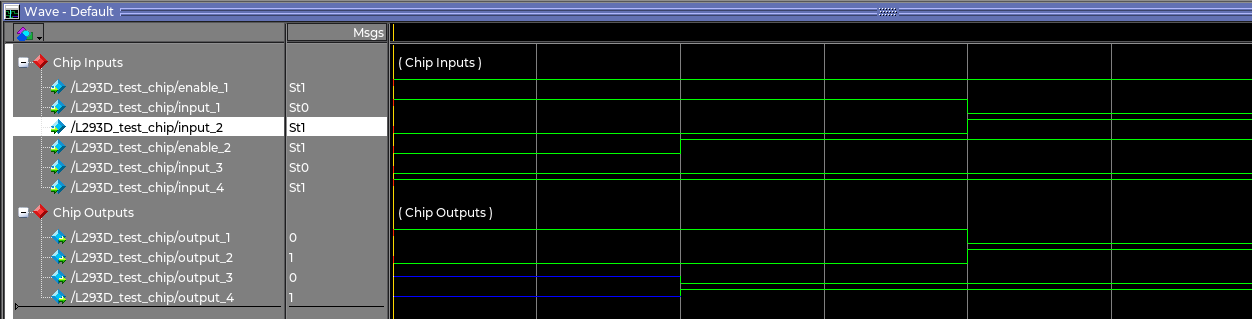 Wave - Default
Msgs
Chip Inputs
( Chip Inputs )
/L293D_test_chip/enable_1 St1
/L293D_test_chip/input_1 St0
/L293D_test_chip/input_2 St1
/L293D_test_chip/enable_2 St1
/L293D_test_chip/input_3 St0
/L293D_test_chip/input_4 St1
Chip Outputs
( Chip Outputs )
/L293D_test_chip/output_1 0
/L293D_test_chip/output_2 1
/L293D_test_chip/output_3 0
/L293D_test_chip/output_4 1